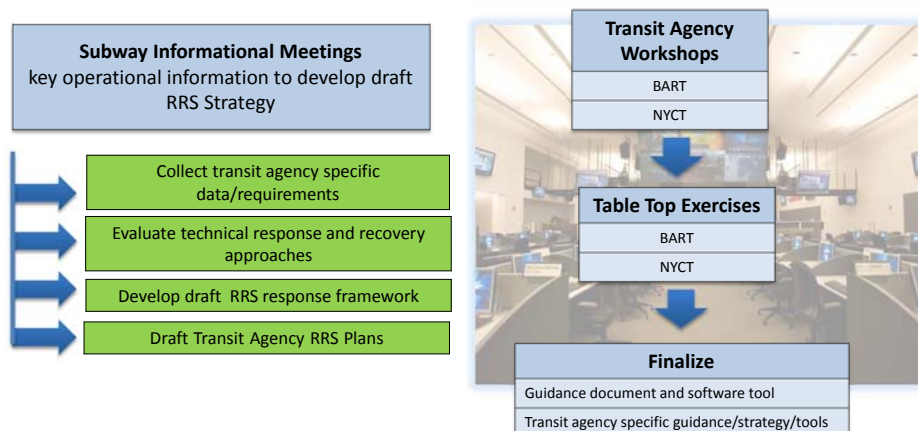 Subway Informational Meetings
key operational information to develop draft
RRS Strategy
Collect transit agency specific
data/requirements
Evaluate technical response and recovery
approaches
Develop draft RRS response framework
Draft Transit Agency RRS Plans
Transit Agency
Workshops
BART
NYCT
Table Top Exercises
BART
NYCT
Finalize
Guidance document and software tool
Transit agency specific guidance/strategy/tools